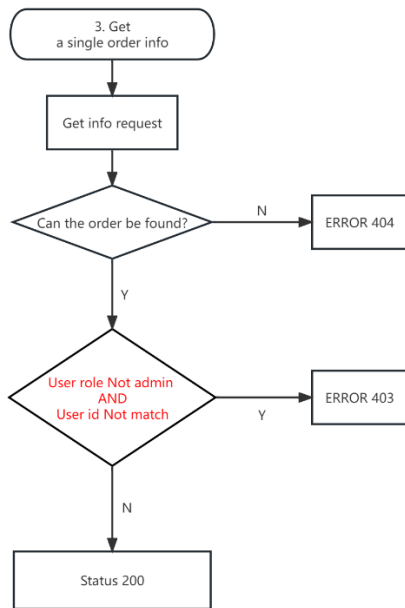 3. Get
a single order info
Get info request
Can the order be found?
N
ERROR 404
Y
User role Not admin
AND
User id Not match
Y
ERROR 403
N
Status 200